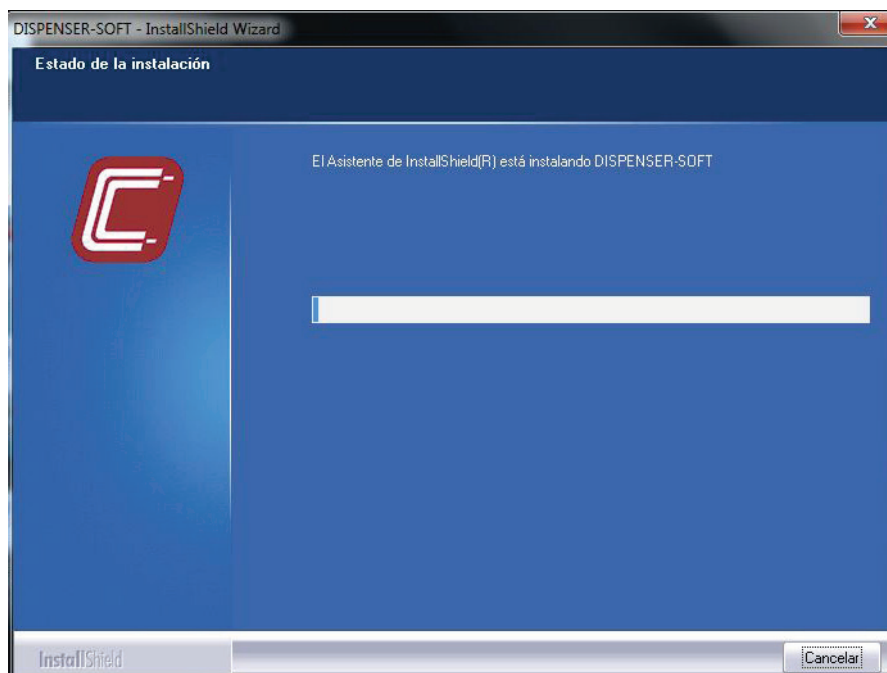 DISPENSER-SOFT - InstallShield Wizard
Estado de la instalación
El Asistente de InstallShield(R) está instalando DISPENSER-SOFT
InstallShield
Cancelar